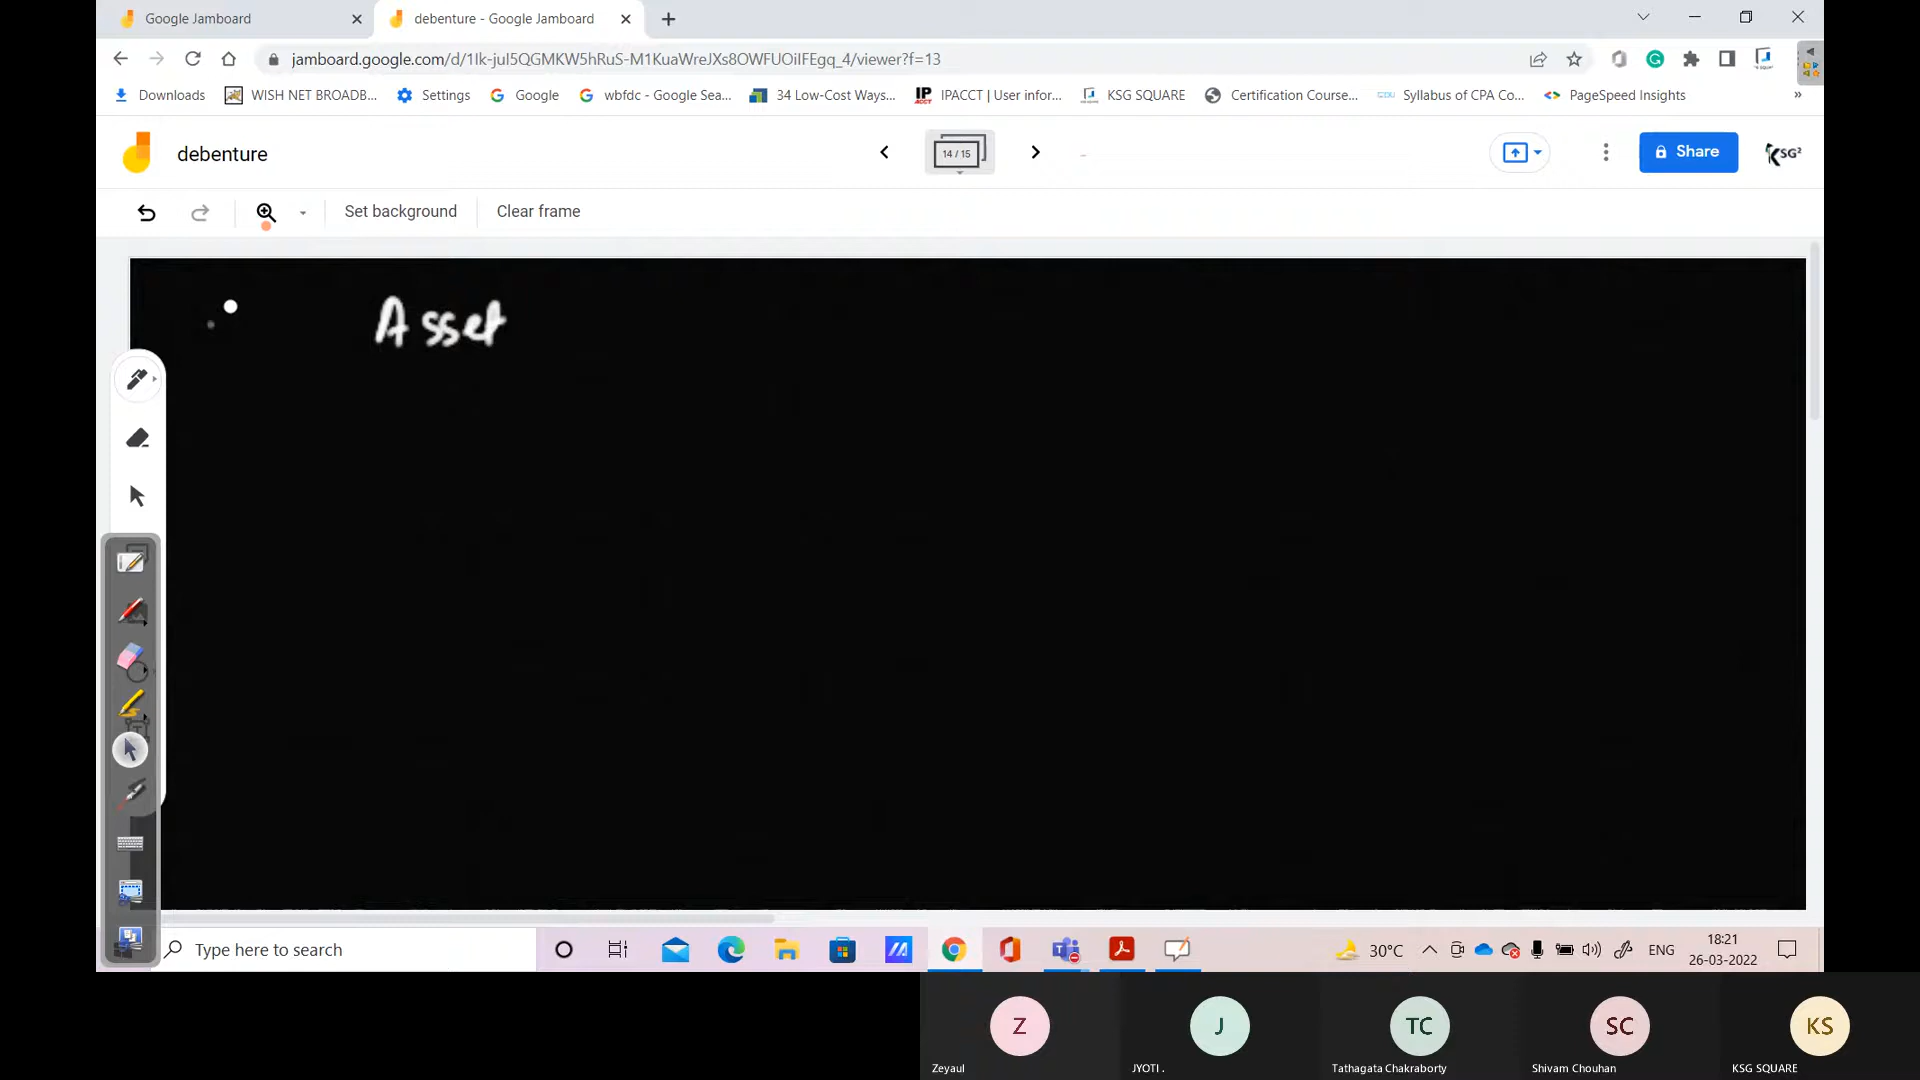 Google Jamboard
debenture - Google Jamboard
jamboard.google.com/d/1Ik-juI5QGMKW5hRuS-M1KuaWreJXs8OWFUOiIFEgq_4/viewer?f=13
Downloads WISH NET BROADB... Settings Google wbfdc - Google Sea... 34 Low-Cost Ways... IPACCT | User infor... KSG SQUARE Certification Course... Syllabus of CPA Co... PageSpeed Insights »
debenture 14 / 15 Share KSG²
Set background Clear frame
Asset
Type here to search 30°C ENG 18:21
26-03-2022
Z J TC SC KS
Zeyaul JYOTI . Tathagata Chakraborty Shivam Chouhan KSG SQUARE